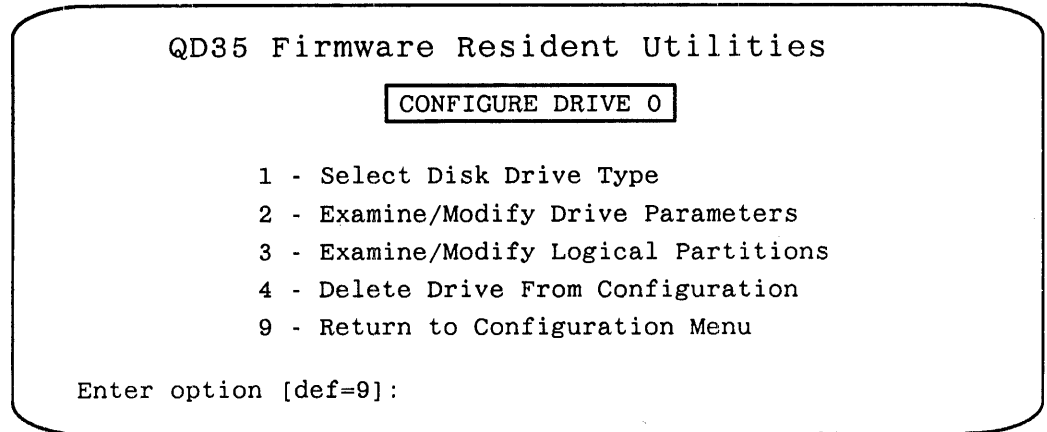 QD35 Firmware Resident Utilities
CONFIGURE DRIVE 0
1 - Select Disk Drive Type
2 - Examine/Modify Drive Parameters
3 - Examine/Modify Logical Partitions
4 - Delete Drive From Configuration
9 - Return to Configuration Menu
Enter option [def=9]: